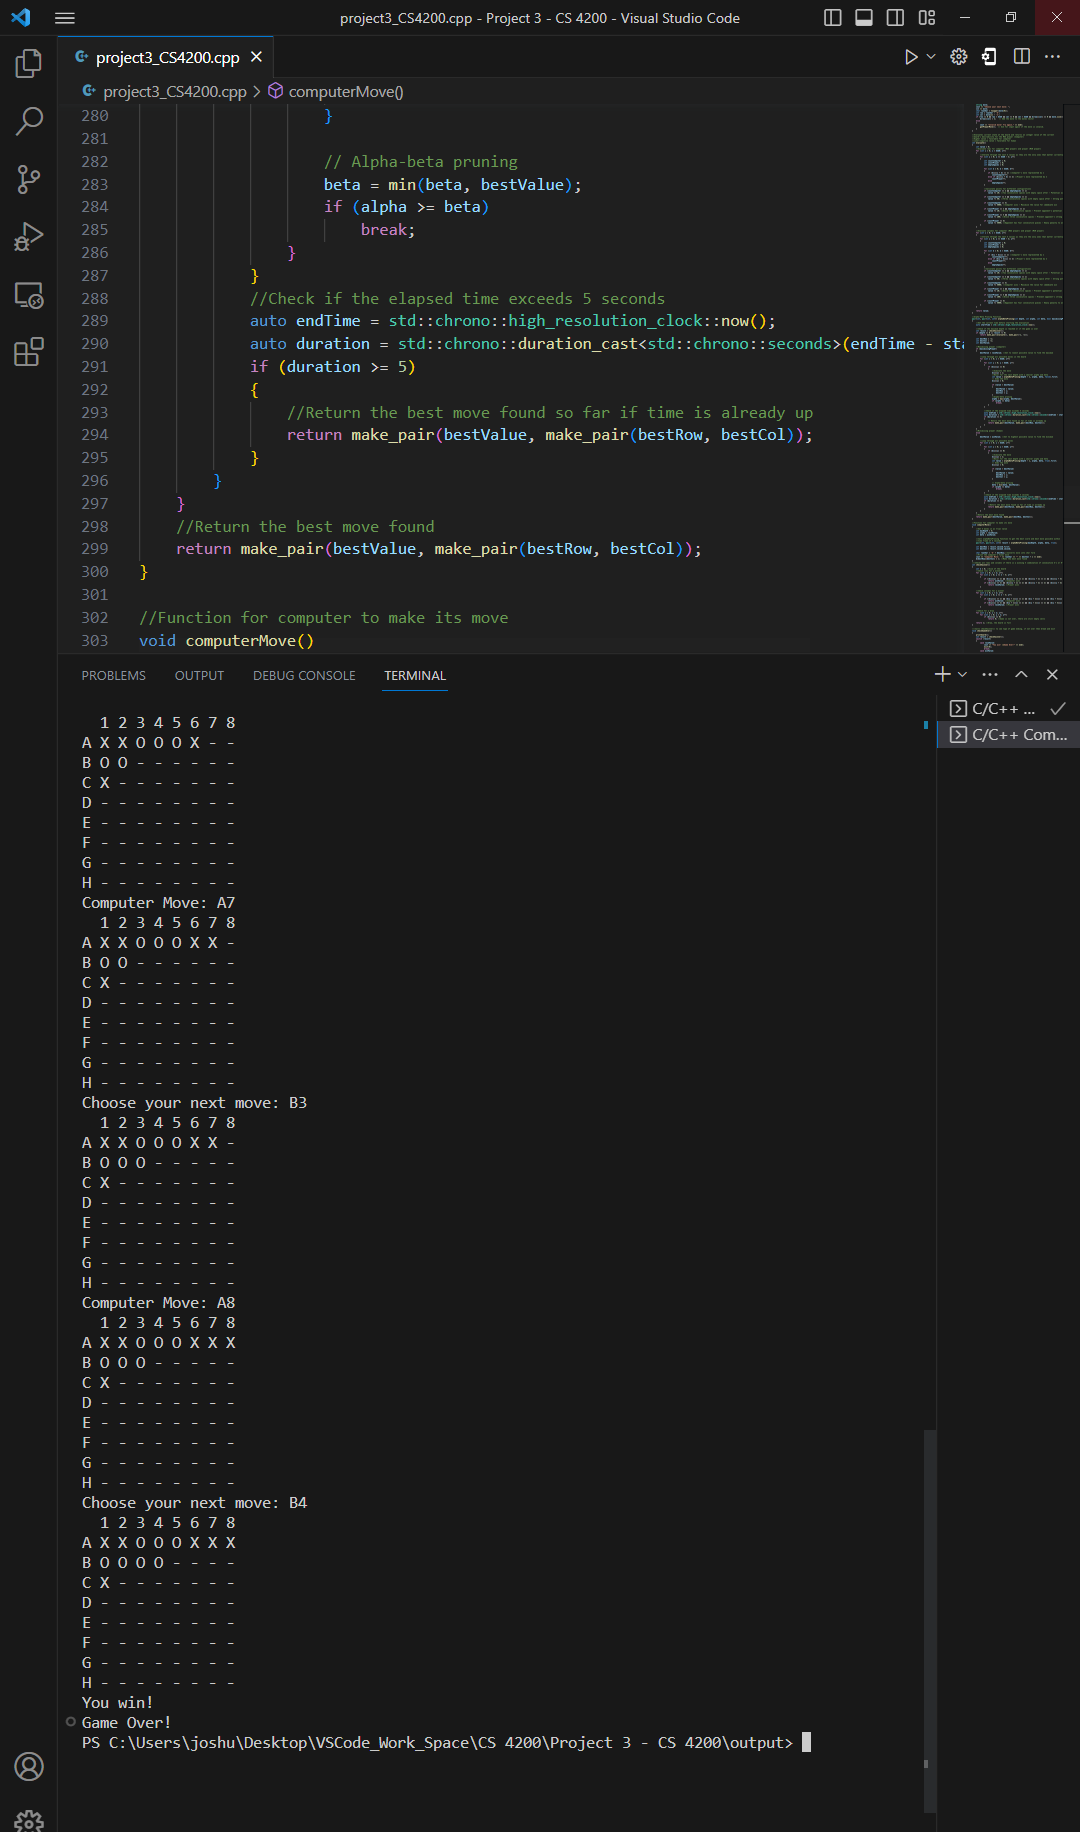 project3_CS4200.cpp - Project 3 - CS 4200 - Visual Studio Code
project3_CS4200.cpp
project3_CS4200.cpp > computerMove()
280 }
281
282 // Alpha-beta pruning
283 beta = min(beta, bestValue);
284 if (alpha >= beta)
285 break;
286 }
287 }
288 //Check if the elapsed time exceeds 5 seconds
289 auto endTime = std::chrono::high_resolution_clock::now();
290 auto duration = std::chrono::duration_cast<std::chrono::seconds>(endTime - sta
291 if (duration >= 5)
292 {
293 //Return the best move found so far if time is already up
294 return make_pair(bestValue, make_pair(bestRow, bestCol));
295 }
296 }
297 }
298 //Return the best move found
299 return make_pair(bestValue, make_pair(bestRow, bestCol));
300 }
301
302 //Function for computer to make its move
303 void computerMove()
PROBLEMS OUTPUT DEBUG CONSOLE TERMINAL
C/C++ ...
C/C++ Com...
1 2 3 4 5 6 7 8
A X X O O O X - -
B O O - - - - - -
C X - - - - - - -
D - - - - - - - -
E - - - - - - - -
F - - - - - - - -
G - - - - - - - -
H - - - - - - - -
Computer Move: A7
1 2 3 4 5 6 7 8
A X X O O O X X -
B O O - - - - - -
C X - - - - - - -
D - - - - - - - -
E - - - - - - - -
F - - - - - - - -
G - - - - - - - -
H - - - - - - - -
Choose your next move: B3
1 2 3 4 5 6 7 8
A X X O O O X X -
B O O O - - - - -
C X - - - - - - -
D - - - - - - - -
E - - - - - - - -
F - - - - - - - -
G - - - - - - - -
H - - - - - - - -
Computer Move: A8
1 2 3 4 5 6 7 8
A X X O O O X X X
B O O O - - - - -
C X - - - - - - -
D - - - - - - - -
E - - - - - - - -
F - - - - - - - -
G - - - - - - - -
H - - - - - - - -
Choose your next move: B4
1 2 3 4 5 6 7 8
A X X O O O X X X
B O O O O - - - -
C X - - - - - - -
D - - - - - - - -
E - - - - - - - -
F - - - - - - - -
G - - - - - - - -
H - - - - - - - -
You win!
Game Over!
PS C:\Users\joshu\Desktop\VSCode_Work_Space\CS 4200\Project 3 - CS 4200\output>